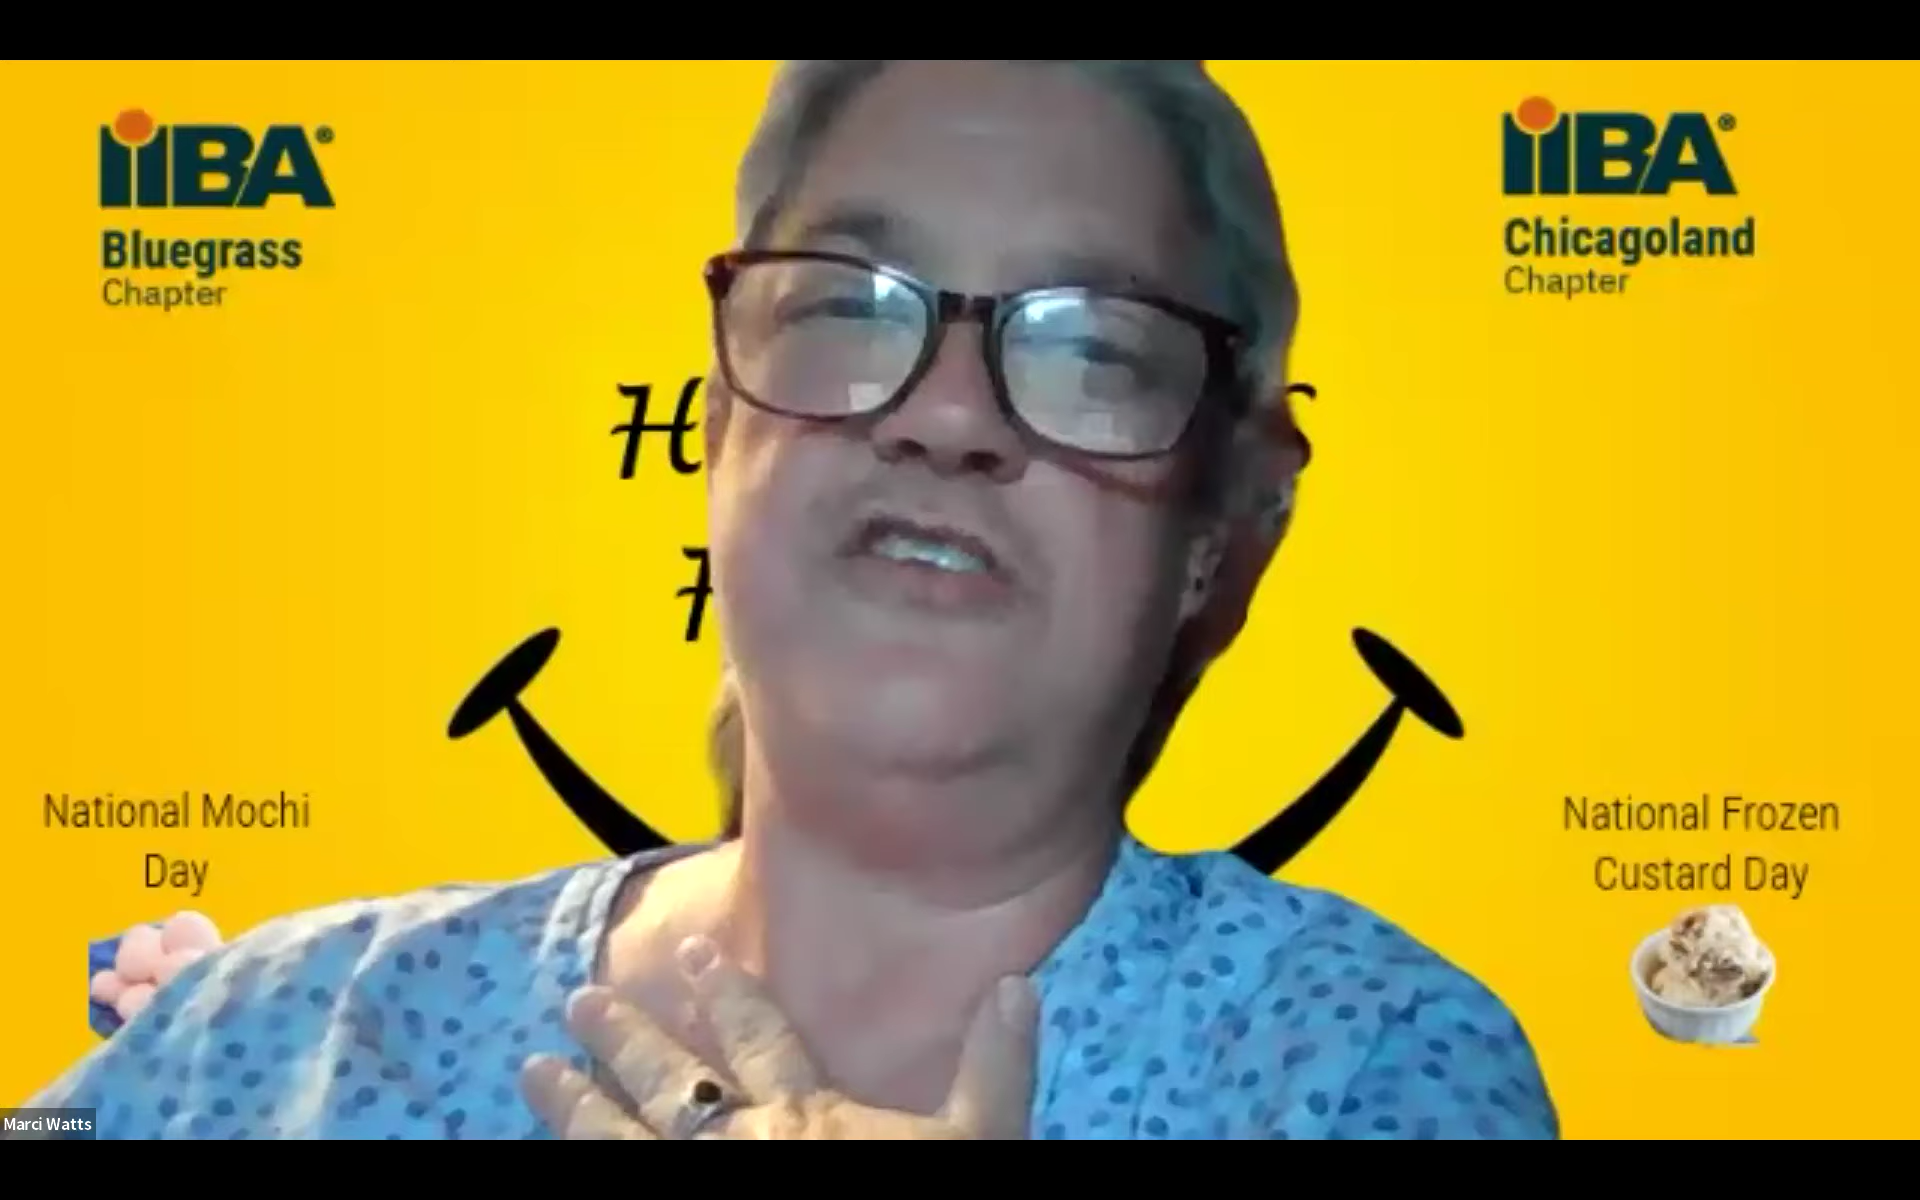 iiBA®
Bluegrass
Chapter
iiBA®
Chicagoland
Chapter
National Mochi
Day
National Frozen
Custard Day
Marci Watts